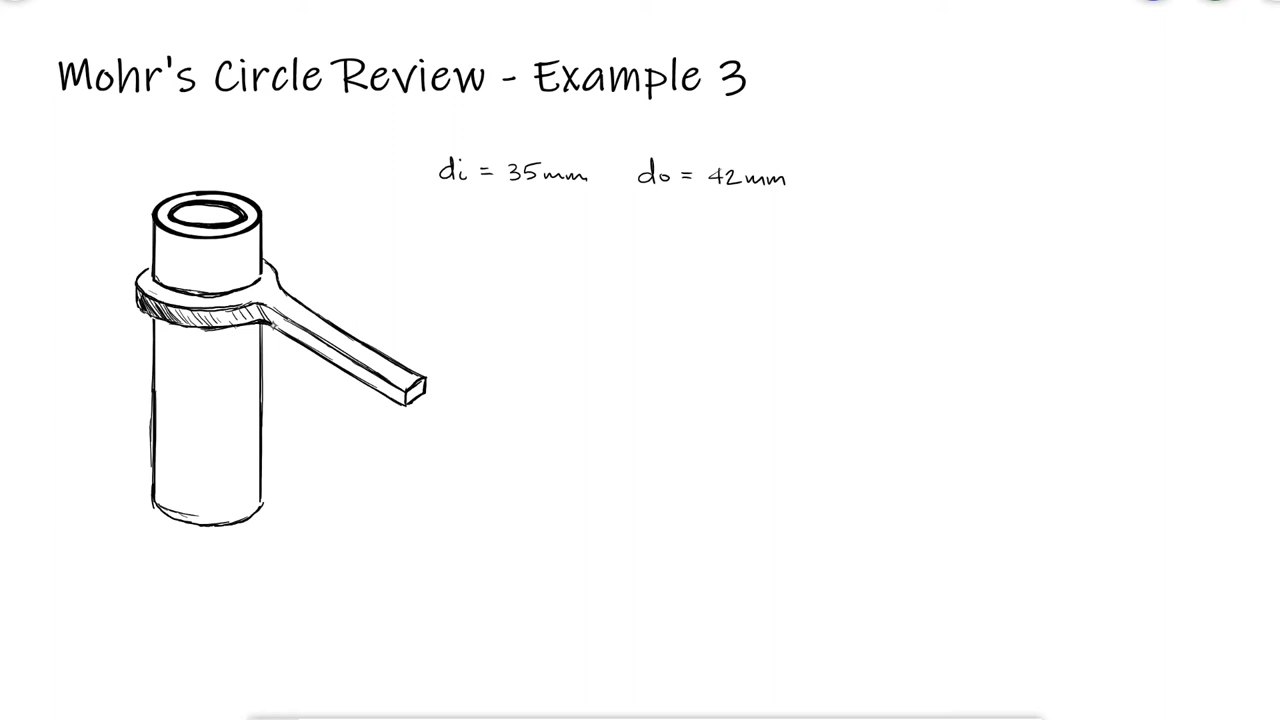 Mohr's Circle Review - Example 3
di = 35mm do = 42mm